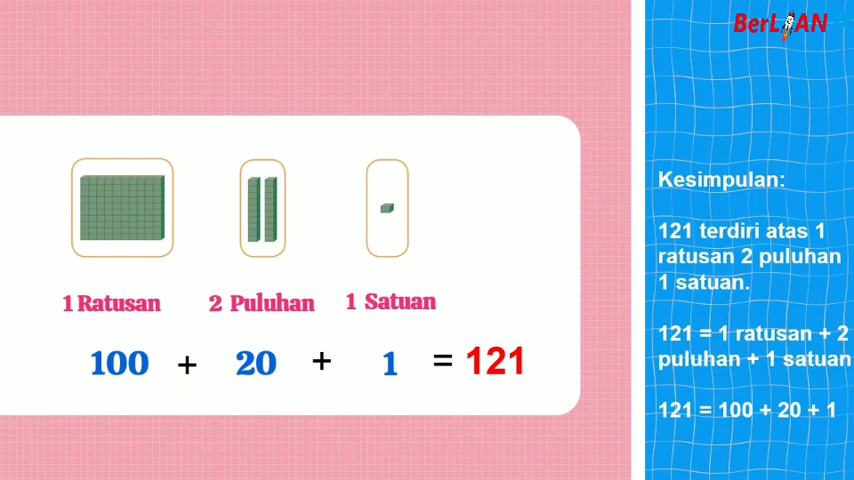 BerLIAN
1 Ratusan 2 Puluhan 1 Satuan
100 + 20 + 1 = 121
Kesimpulan:
121 terdiri atas 1
ratusan 2 puluhan
1 satuan.
121 = 1 ratusan + 2
puluhan + 1 satuan
121 = 100 + 20 + 1